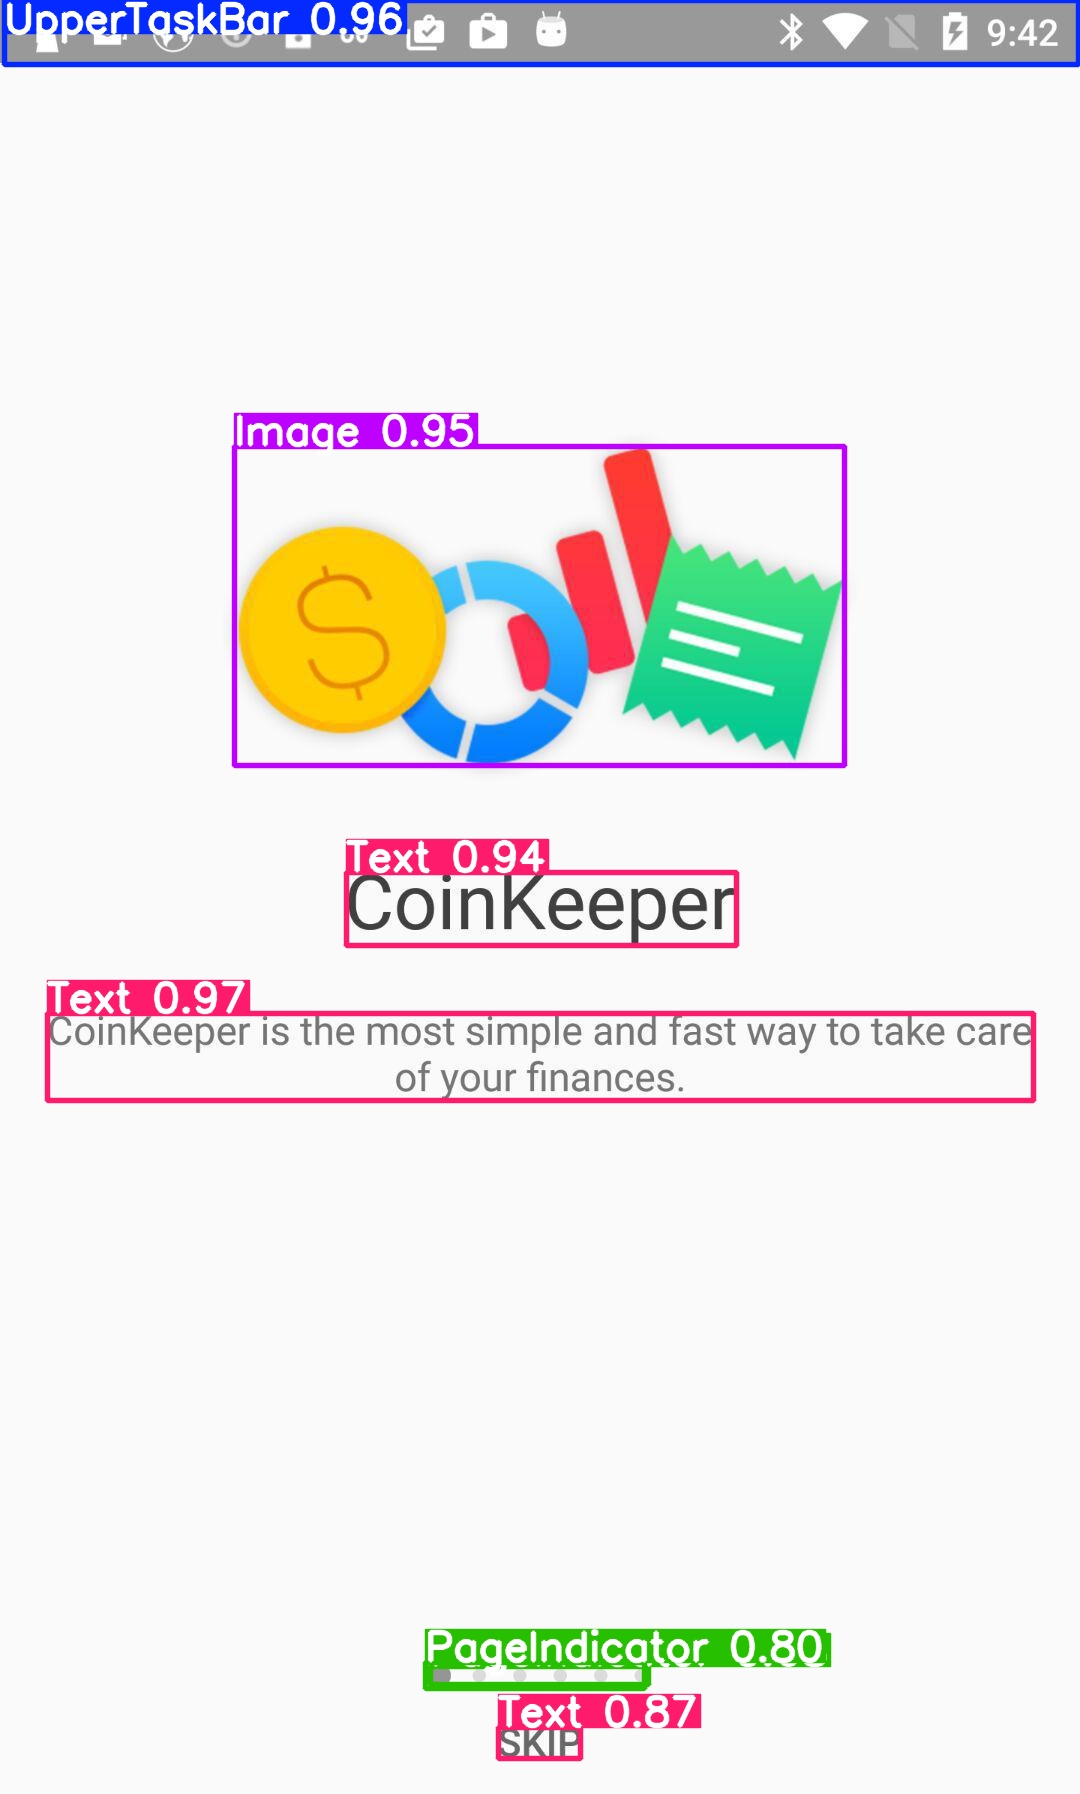 UpperTaskBar 0.96
9:42
Image 0.95
$
Text 0.94
CoinKeeper
Text 0.97
CoinKeeper is the most simple and fast way to take care
of your finances.
PageIndicator 0.80
Text 0.87
SKIP